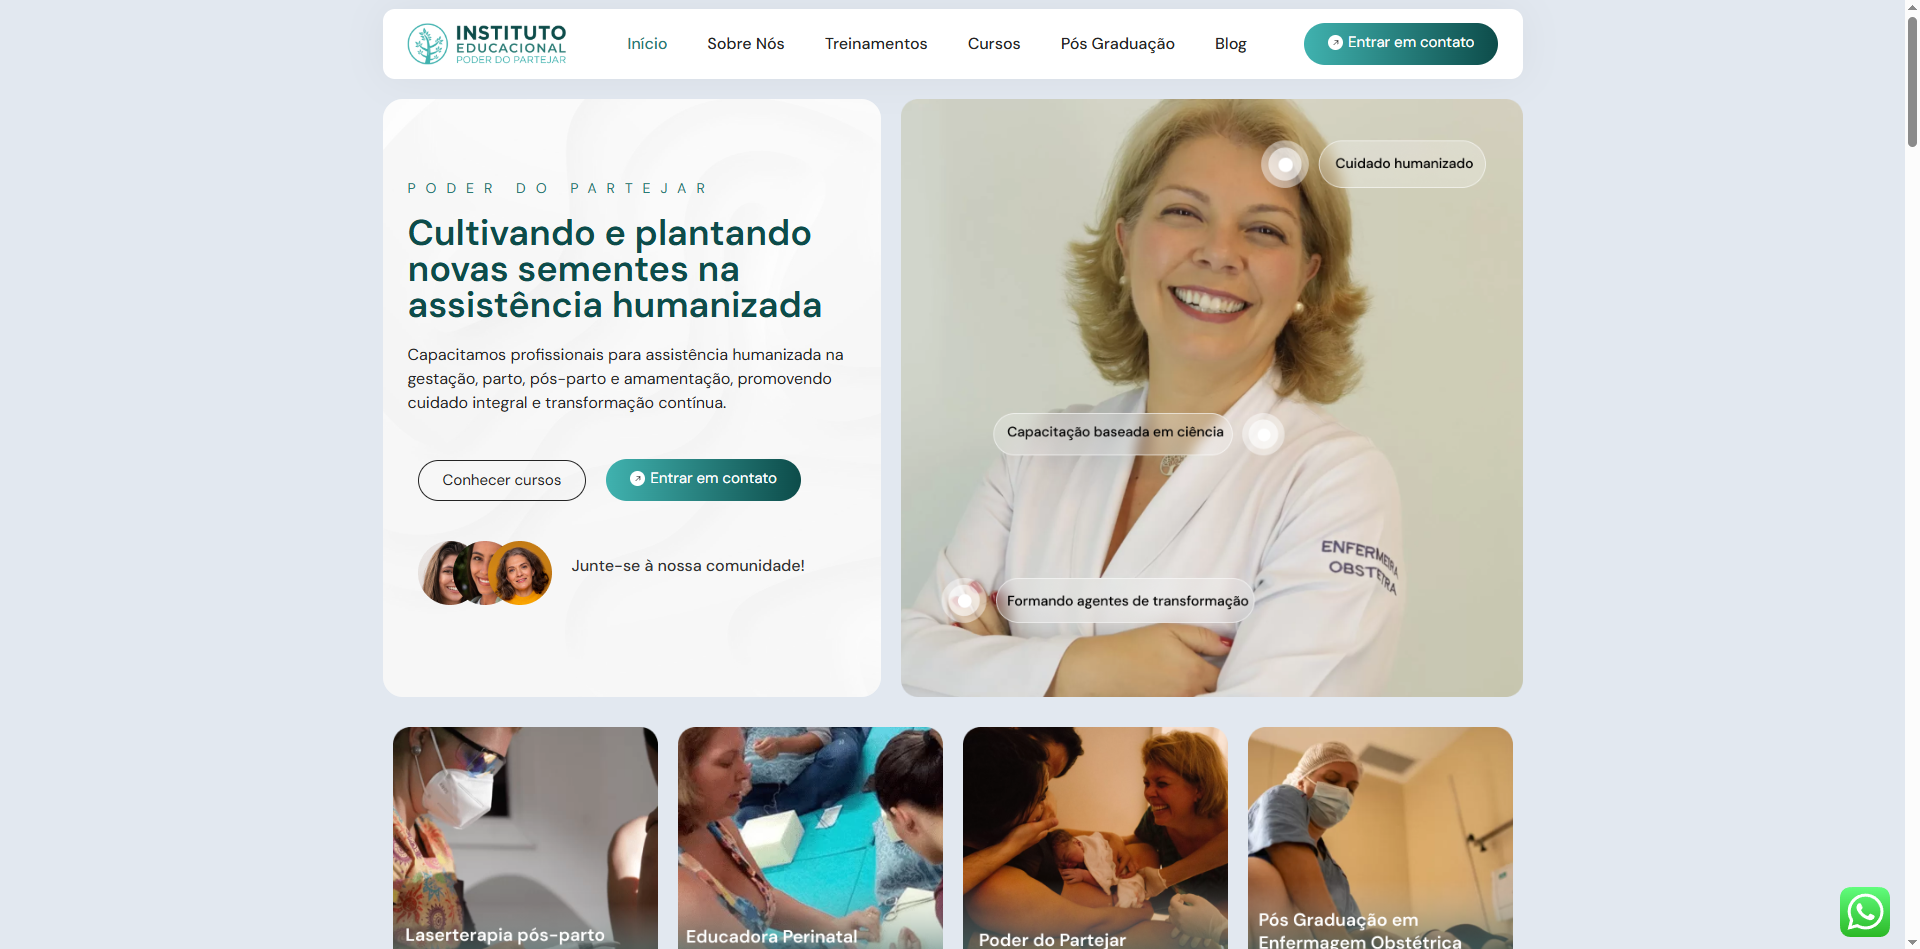 INSTITUTO
EDUCACIONAL
PODER DO PARTEJAR
Início
Sobre Nós
Treinamentos
Cursos
Pós Graduação
Blog
Entrar em contato
PODER DO PARTEJAR
Cultivando e plantando
novas sementes na
assistência humanizada
Capacitamos profissionais para assistência humanizada na
gestação, parto, pós-parto e amamentação, promovendo
cuidado integral e transformação contínua.
Conhecer cursos
Entrar em contato
Junte-se à nossa comunidade!
Cuidado humanizado
Capacitação baseada em ciência
ENFERMEIRA
OBSTETRA
Formando agentes de transformação
Laserterapia pós-parto
Educadora Perinatal
Poder do Partejar
Pós Graduação em
Enfermagem Obstétrica